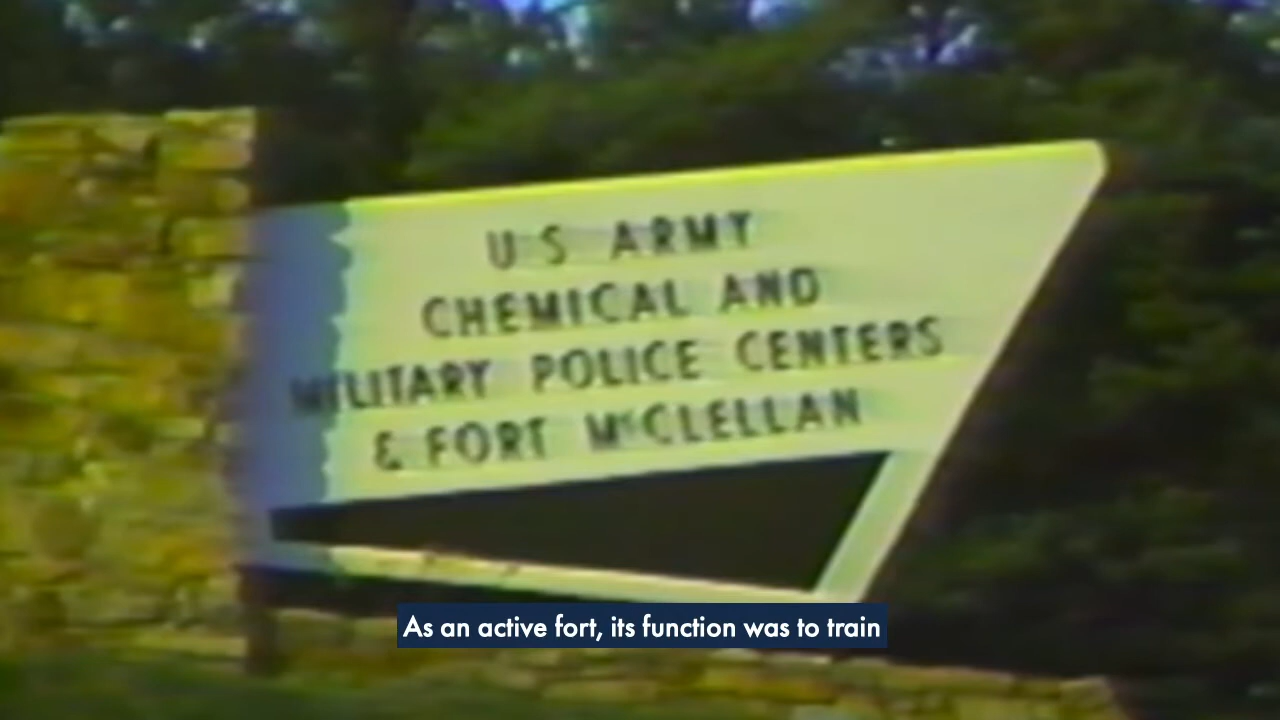 U S ARMY
CHEMICAL AND
MILITARY POLICE CENTERS
& FORT McCLELLAN
As an active fort, its function was to train